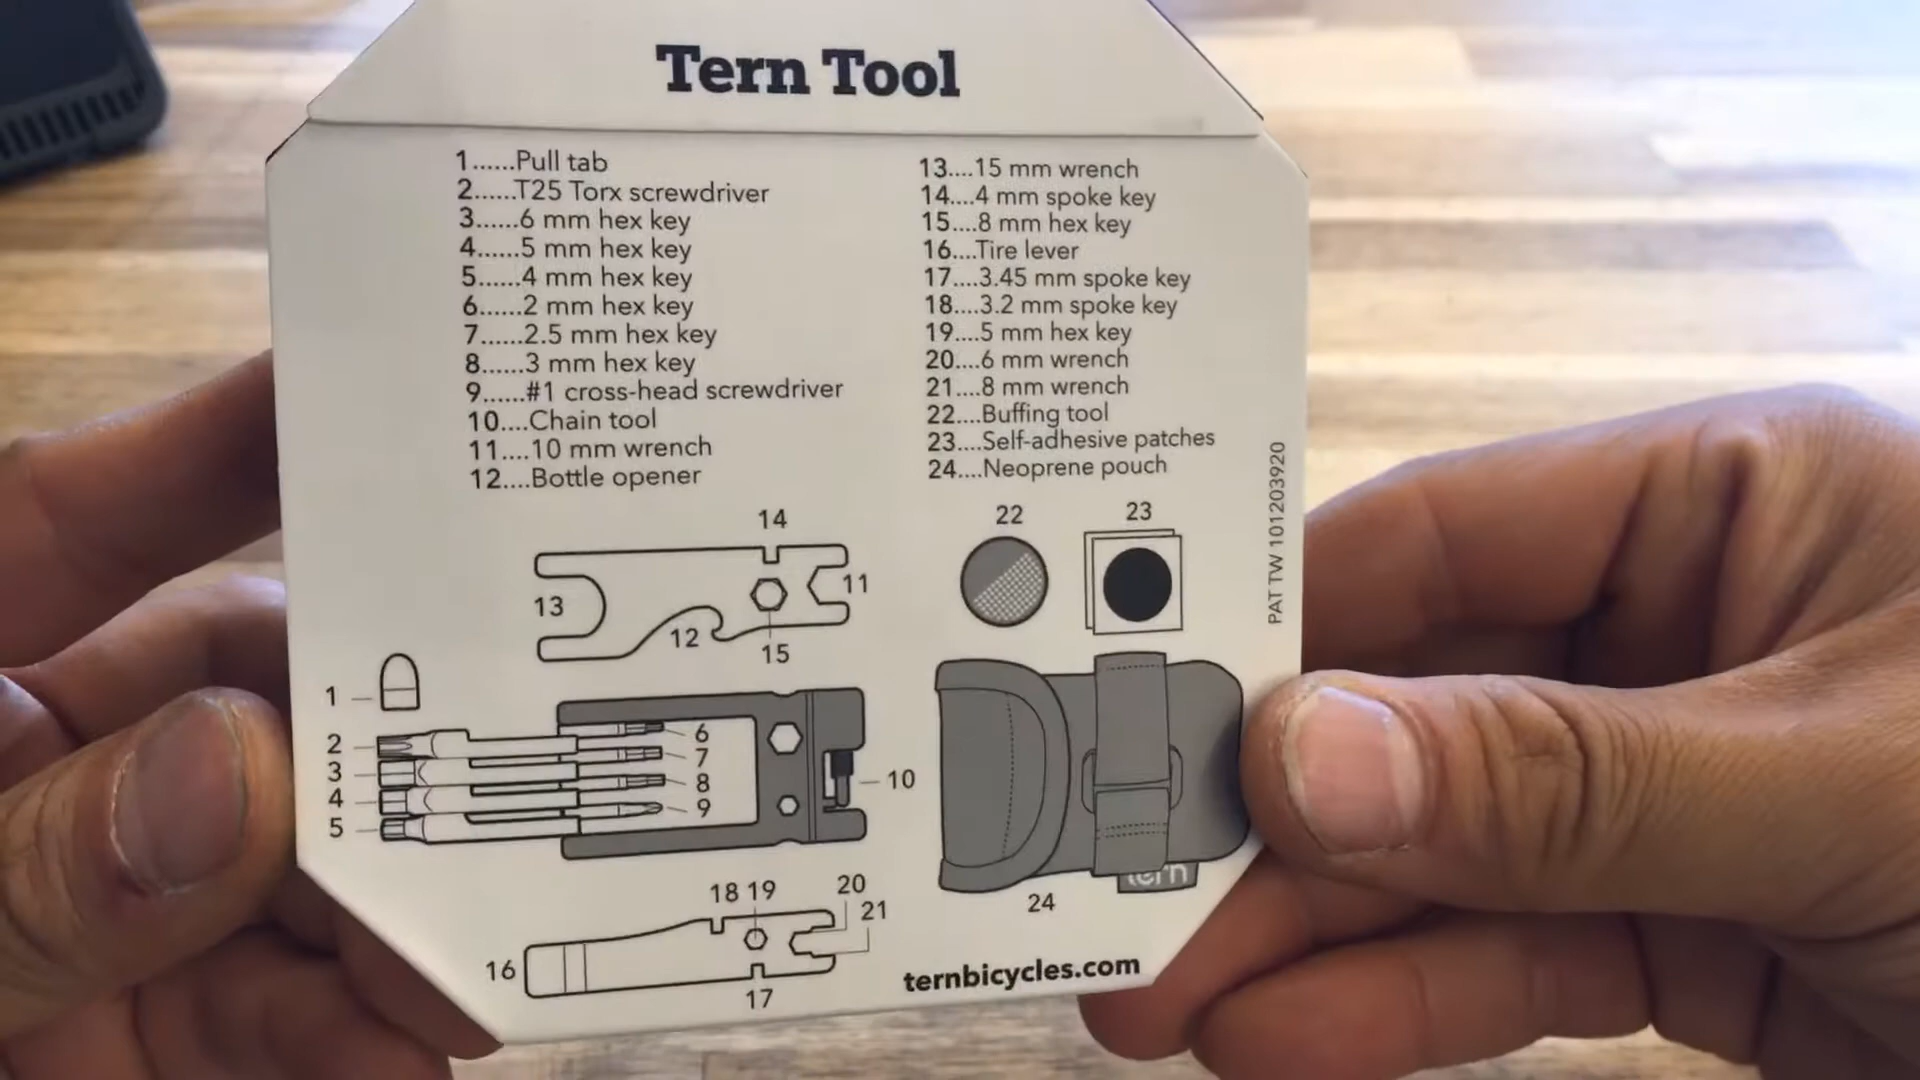 Tern Tool
1......Pull tab
2......T25 Torx screwdriver
3......6 mm hex key
4......5 mm hex key
5......4 mm hex key
6......2 mm hex key
7......2.5 mm hex key
8......3 mm hex key
9......#1 cross-head screwdriver
10....Chain tool
11....10 mm wrench
12....Bottle opener
13....15 mm wrench
14....4 mm spoke key
15....8 mm hex key
16....Tire lever
17....3.45 mm spoke key
18....3.2 mm spoke key
19....5 mm hex key
20....6 mm wrench
21....8 mm wrench
22....Buffing tool
23....Self-adhesive patches
24....Neoprene pouch
PAT TW 101203920
14
13
11
12
15
22
23
1
2
3
4
5
6
7
8
9
10
tern
24
18 19
20
21
16
17
ternbicycles.com